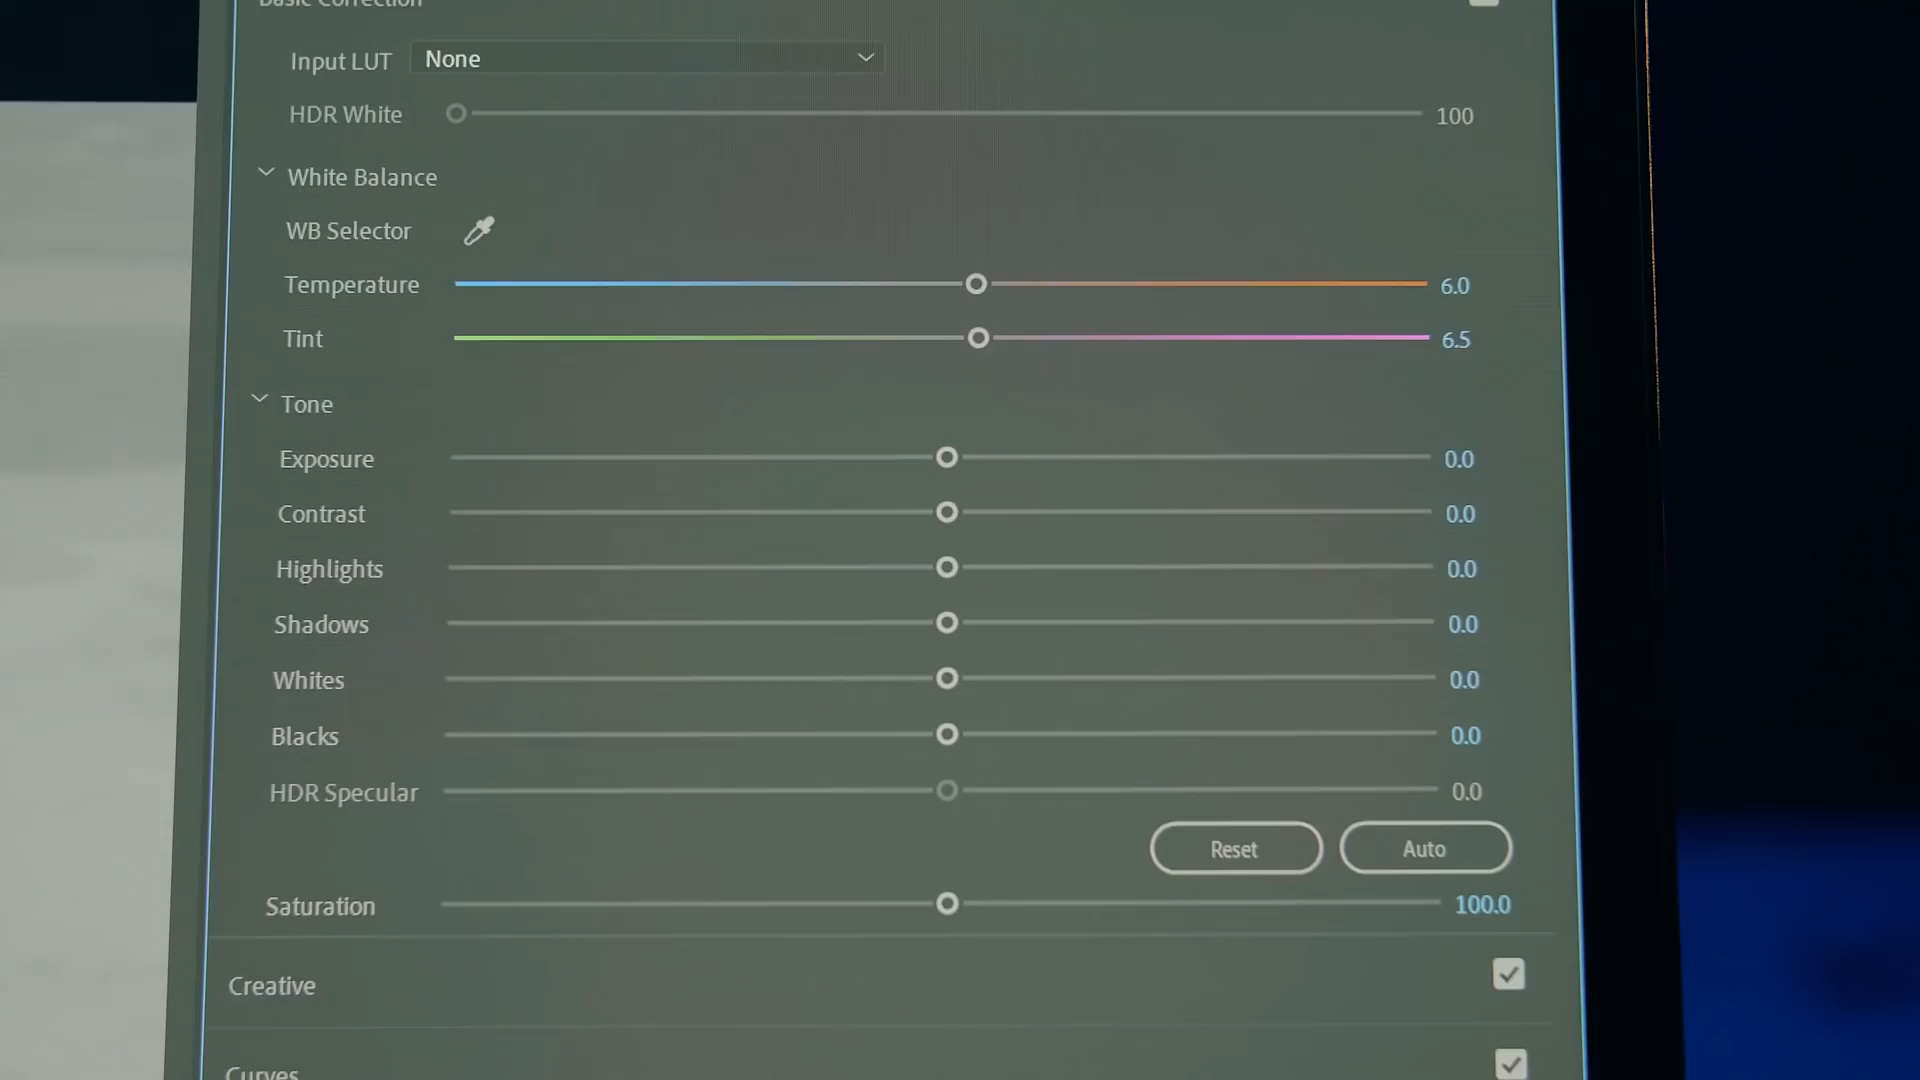 Basic Correction
Input LUT None
HDR White 100
White Balance
WB Selector
Temperature 6.0
Tint 6.5
Tone
Exposure 0.0
Contrast 0.0
Highlights 0.0
Shadows 0.0
Whites 0.0
Blacks 0.0
HDR Specular 0.0
Reset Auto
Saturation 100.0
Creative
Curves